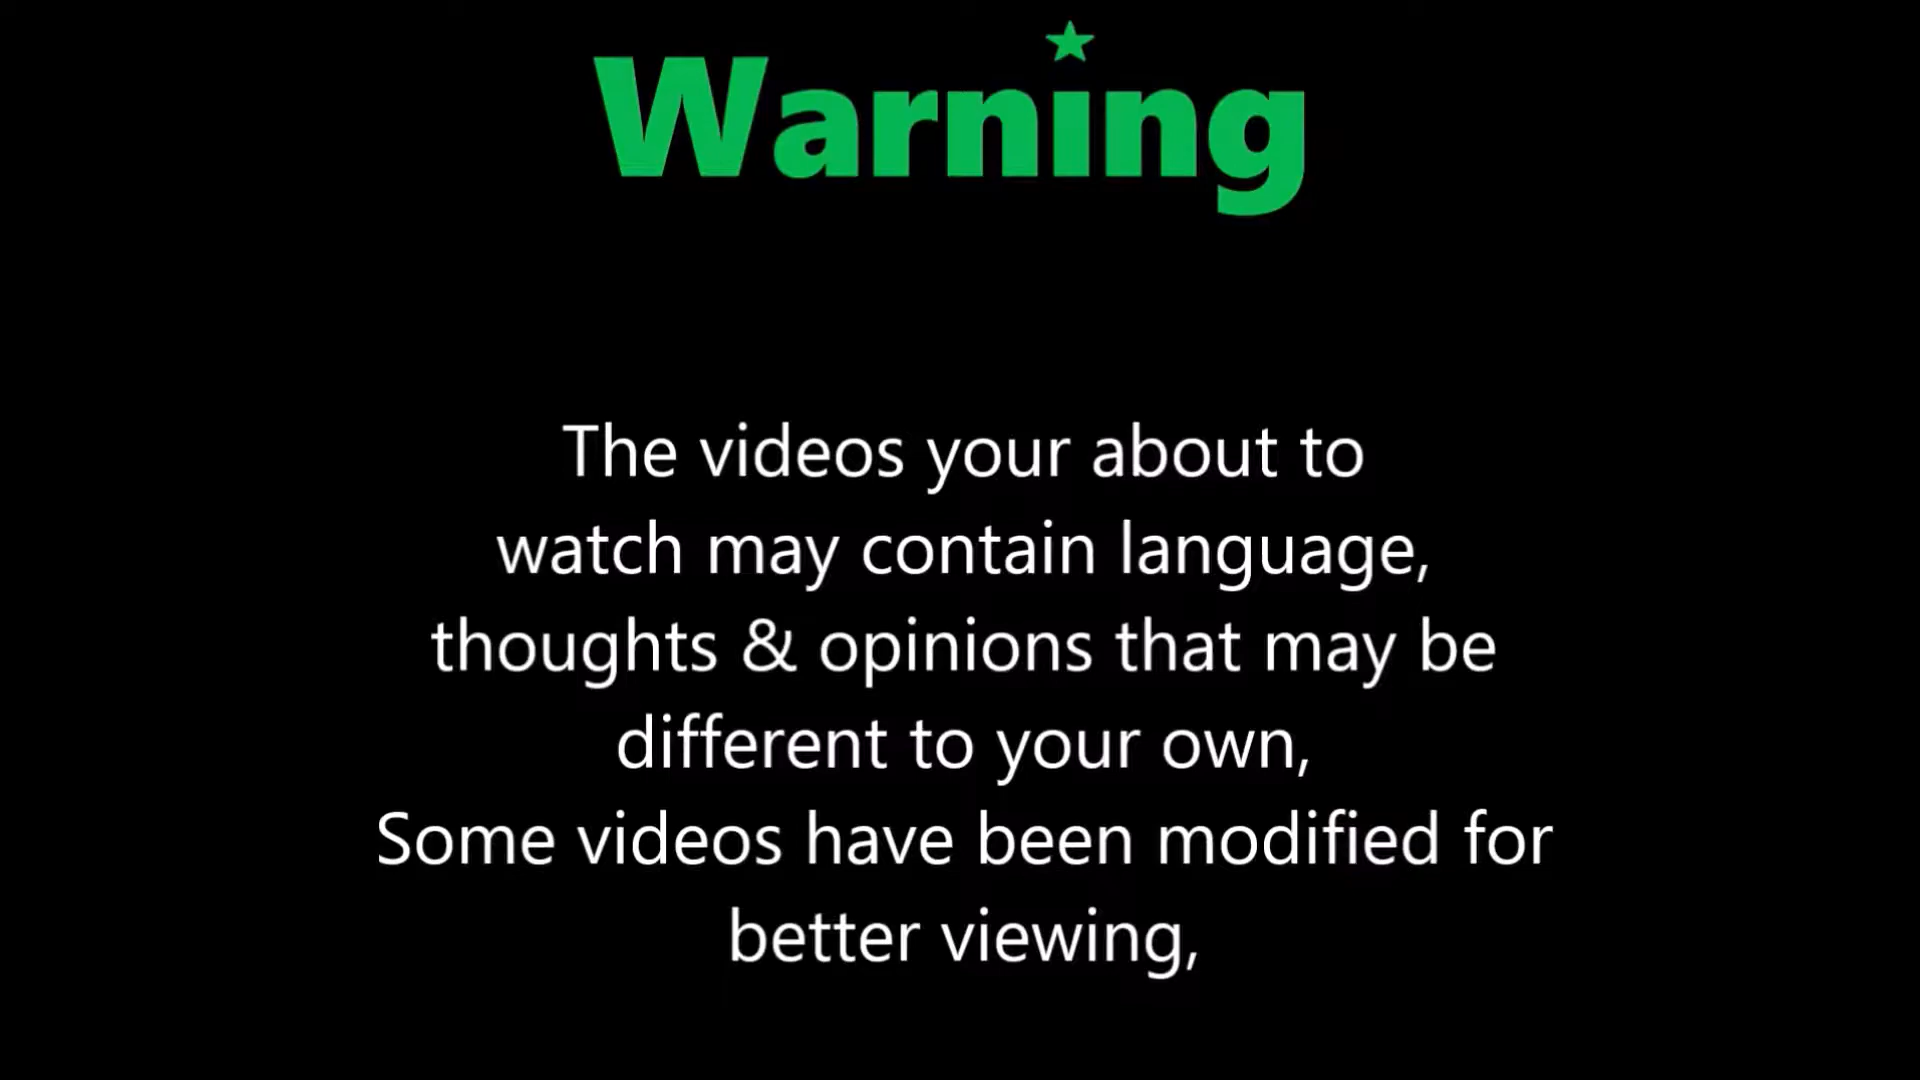 Warning
The videos your about to
watch may contain language,
thoughts & opinions that may be
different to your own,
Some videos have been modified for
better viewing,